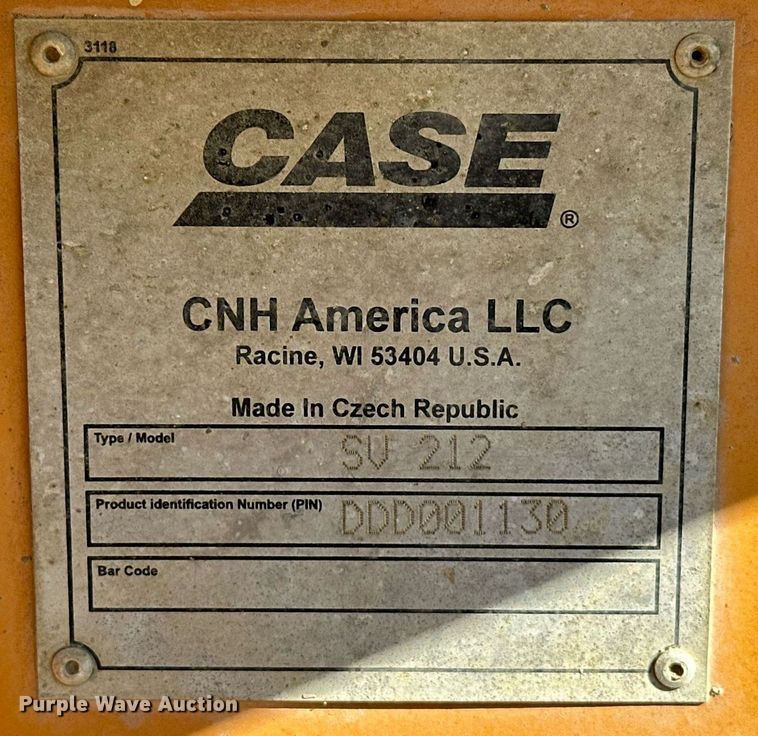 3118
CASE
®
CNH America LLC
Racine, WI 53404 U.S.A.
Made In Czech Republic
Type / Model SV 212
Product identification Number (PIN) DDD001130
Bar Code
Purple Wave Auction